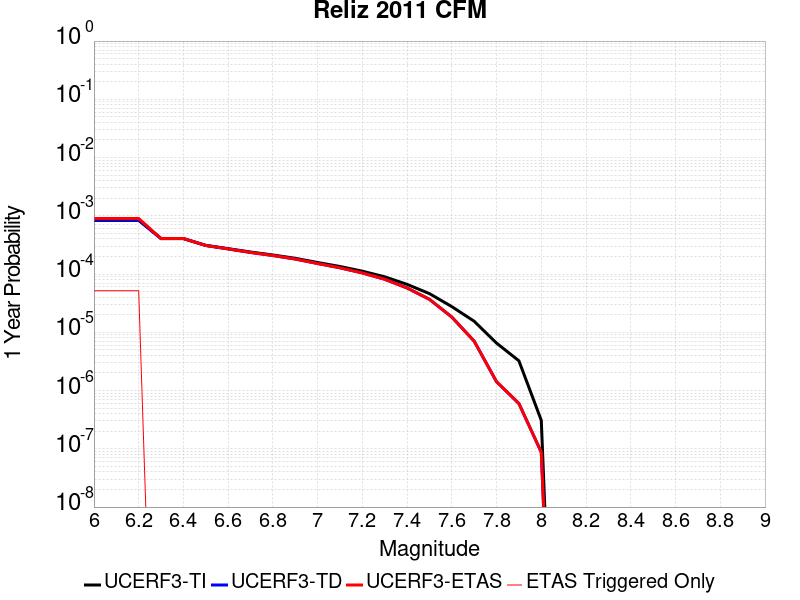 Reliz 2011 CFM
10^0
10^-1
10^-2
10^-3
10^-4
10^-5
10^-6
10^-7
10^-8
1 Year Probability
6 6.2 6.4 6.6 6.8 7 7.2 7.4 7.6 7.8 8 8.2 8.4 8.6 8.8 9
Magnitude
UCERF3-TI UCERF3-TD UCERF3-ETAS ETAS Triggered Only